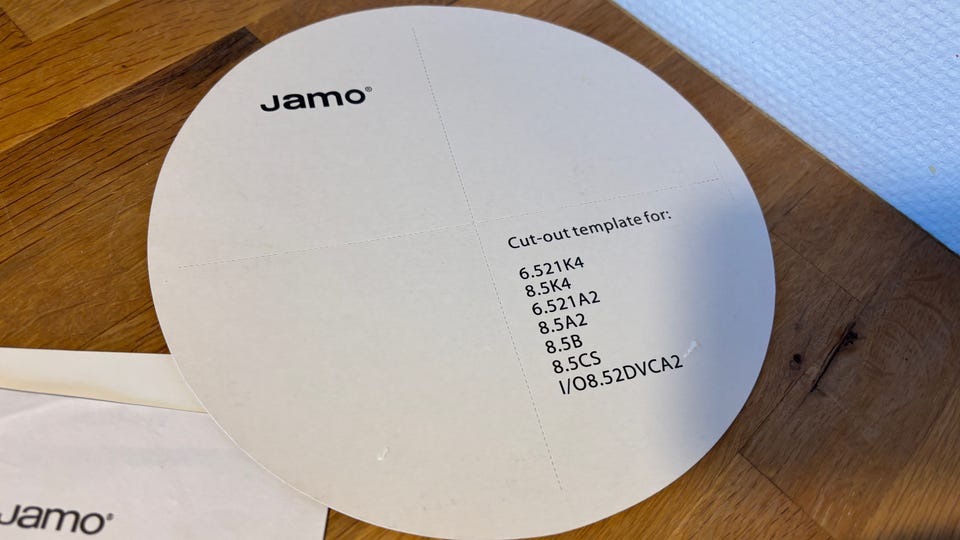 Jamo®
Cut-out template for:
6.521K4
8.5K4
6.521A2
8.5A2
8.5B
8.5CS
I/O8.52DVCA2
Jamo®